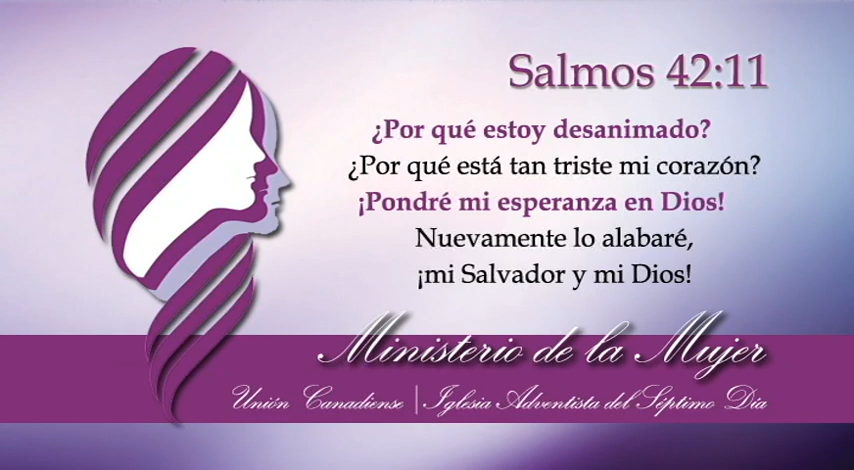 Salmos 42:11
¿Por qué estoy desanimado?
¿Por qué está tan triste mi corazón?
¡Pondré mi esperanza en Dios!
Nuevamente lo alabaré,
¡mi Salvador y mi Dios!
Ministerio de la Mujer
Unión Canadiense | Iglesia Adventista del Séptimo Día